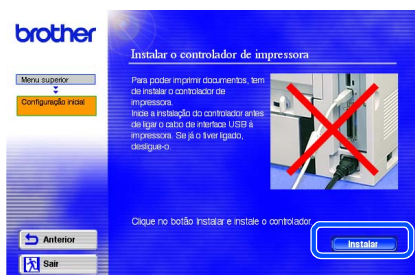 brother
Instalar o controlador de impressora
Menu superior
Configuração inicial
Para poder imprimir documentos, tem
de instalar o controlador de
impressora.
Inicie a instalação do controlador antes
de ligar o cabo de interface USB à
impressora. Se já o tiver ligado,
desligue-o.
Clique no botão Instalar e instale o controlador
Instalar
Anterior
Sair